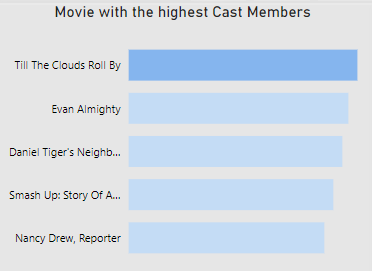 Movie with the highest Cast Members
Till The Clouds Roll By
Evan Almighty
Daniel Tiger's Neighb...
Smash Up: Story Of A...
Nancy Drew, Reporter